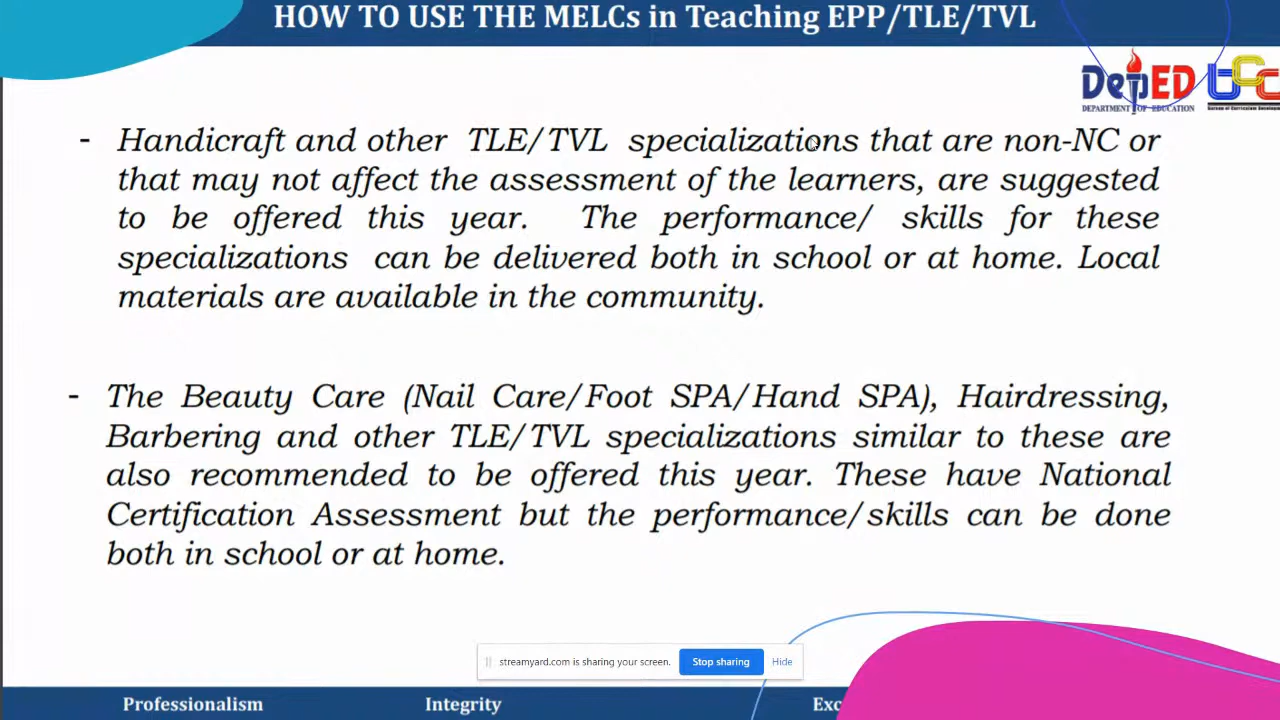 HOW TO USE THE MELCs in Teaching EPP/TLE/TVL
DepED
DEPARTMENT OF EDUCATION
- Handicraft and other TLE/TVL specializations that are non-NC or
that may not affect the assessment of the learners, are suggested
to be offered this year. The performance/ skills for these
specializations can be delivered both in school or at home. Local
materials are available in the community.
- The Beauty Care (Nail Care/Foot SPA/Hand SPA), Hairdressing,
Barbering and other TLE/TVL specializations similar to these are
also recommended to be offered this year. These have National
Certification Assessment but the performance/skills can be done
both in school or at home.
streamyard.com is sharing your screen. Stop sharing Hide
Professionalism Integrity